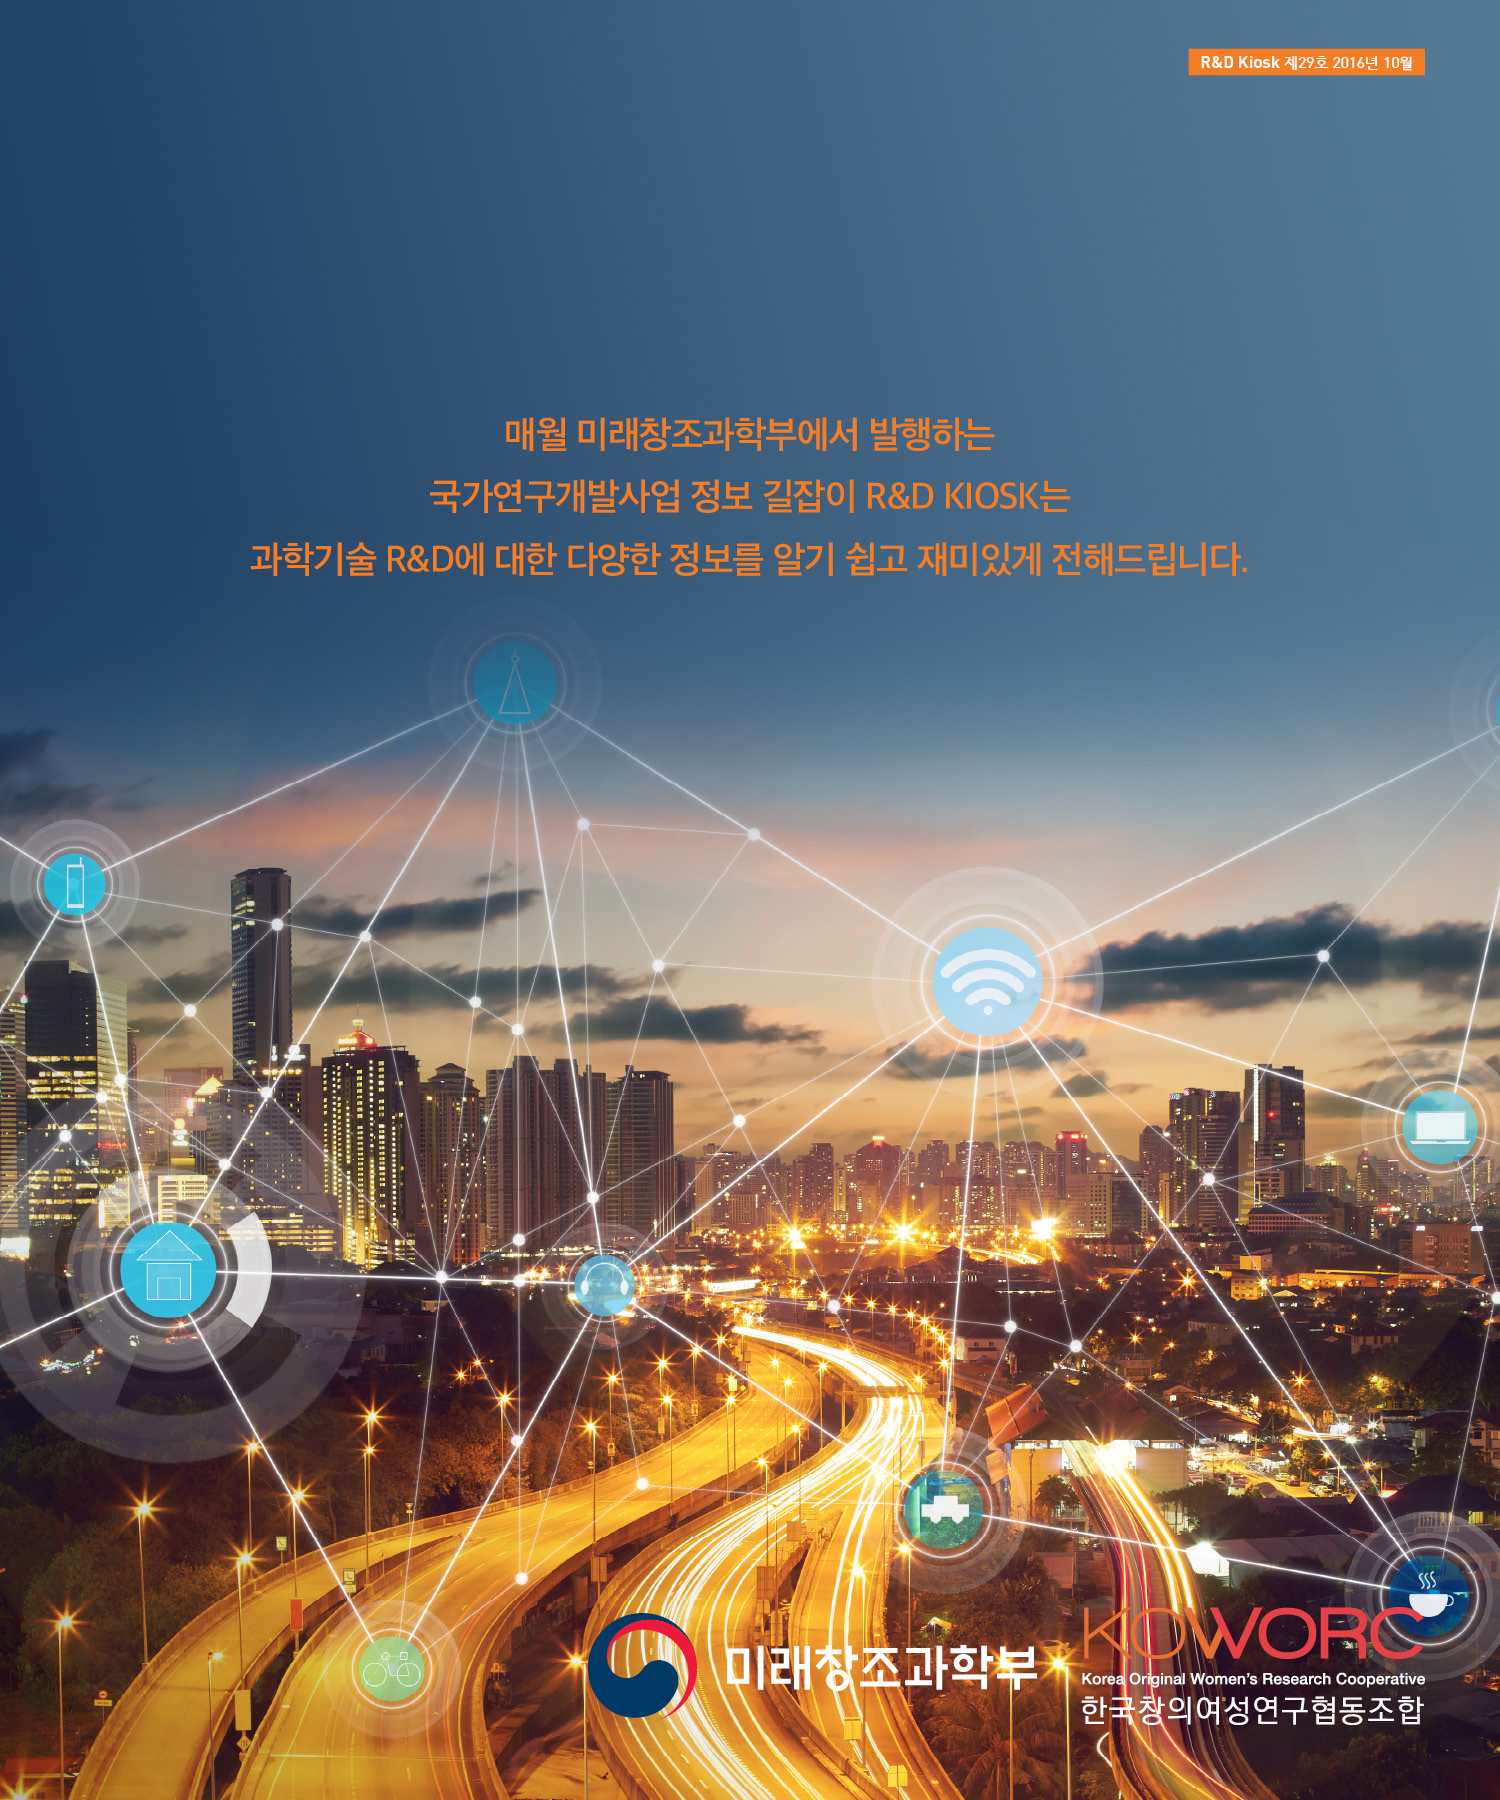 R&D Kiosk 제29호 2016년 10월
매월 미래창조과학부에서 발행하는
국가연구개발사업 정보 길잡이 R&D KIOSK는
과학기술 R&D에 대한 다양한 정보를 알기 쉽고 재미있게 전해드립니다.
미래창조과학부
KOWORC
Korea Original Women's Research Cooperative
한국창의여성연구협동조합